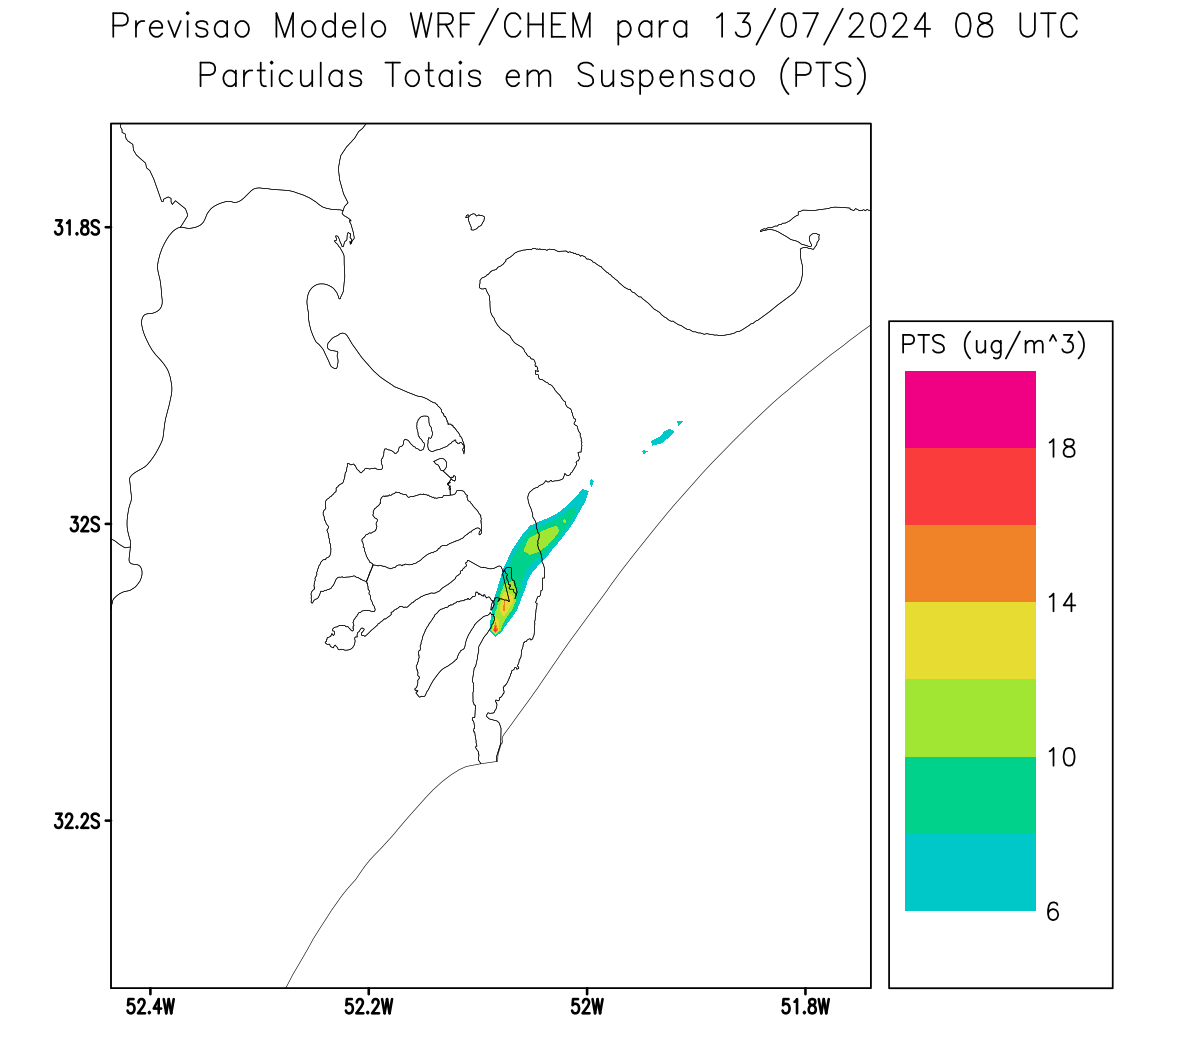 Previsao Modelo WRF/CHEM para 13/07/2024 08 UTC
Particulas Totais em Suspensao (PTS)
31.8S
32S
32.2S
52.4W
52.2W
52W
51.8W
PTS (ug/m^3)
18
14
10
6